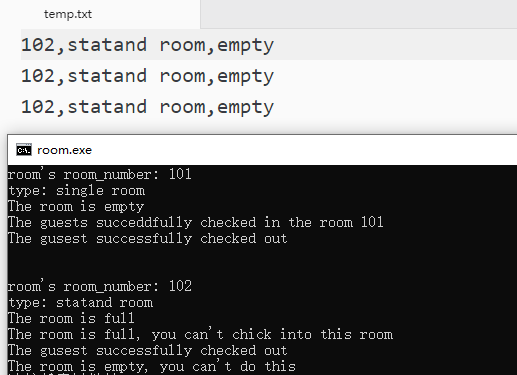 temp.txt
102,statand room,empty
102,statand room,empty
102,statand room,empty
room.exe
room's room_number: 101
type: single room
The room is empty
The guests succeddfully checked in the room 101
The gusest successfully checked out
room's room_number: 102
type: statand room
The room is full
The room is full, you can't chick into this room
The gusest successfully checked out
The room is empty, you can't do this